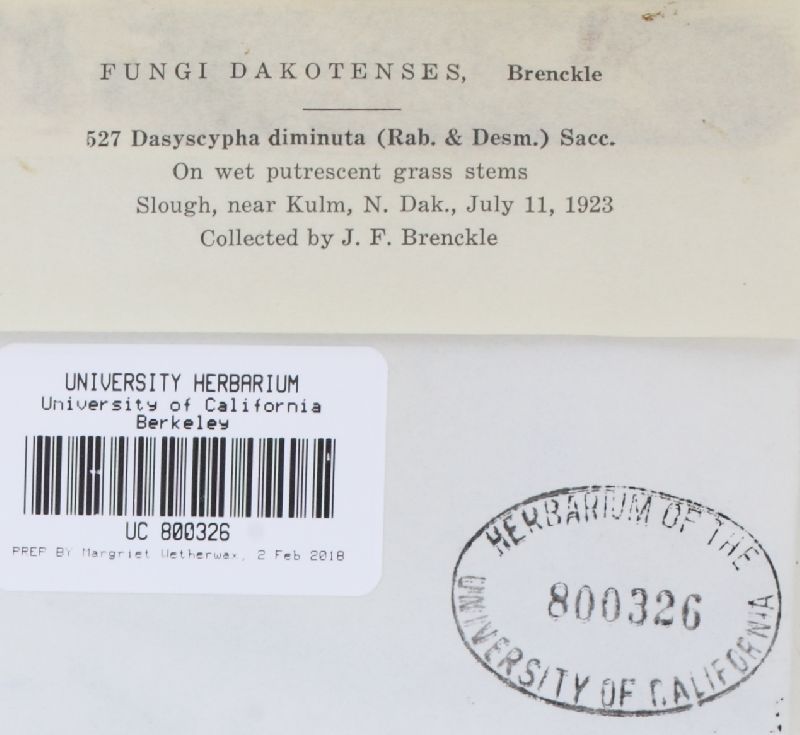 FUNGI DAKOTENSES, Brenckle
527 Dasyscypha diminuta (Rab. & Desm.) Sacc.
On wet putrescent grass stems
Slough, near Kulm, N. Dak., July 11, 1923
Collected by J. F. Brenckle
UNIVERSITY HERBARIUM
University of California
Berkeley
UC 800326
PREP BY Margriet Wetherwax, 2 Feb 2018
HERBARIUM OF THE
800326
UNIVERSITY OF CALIFORNIA